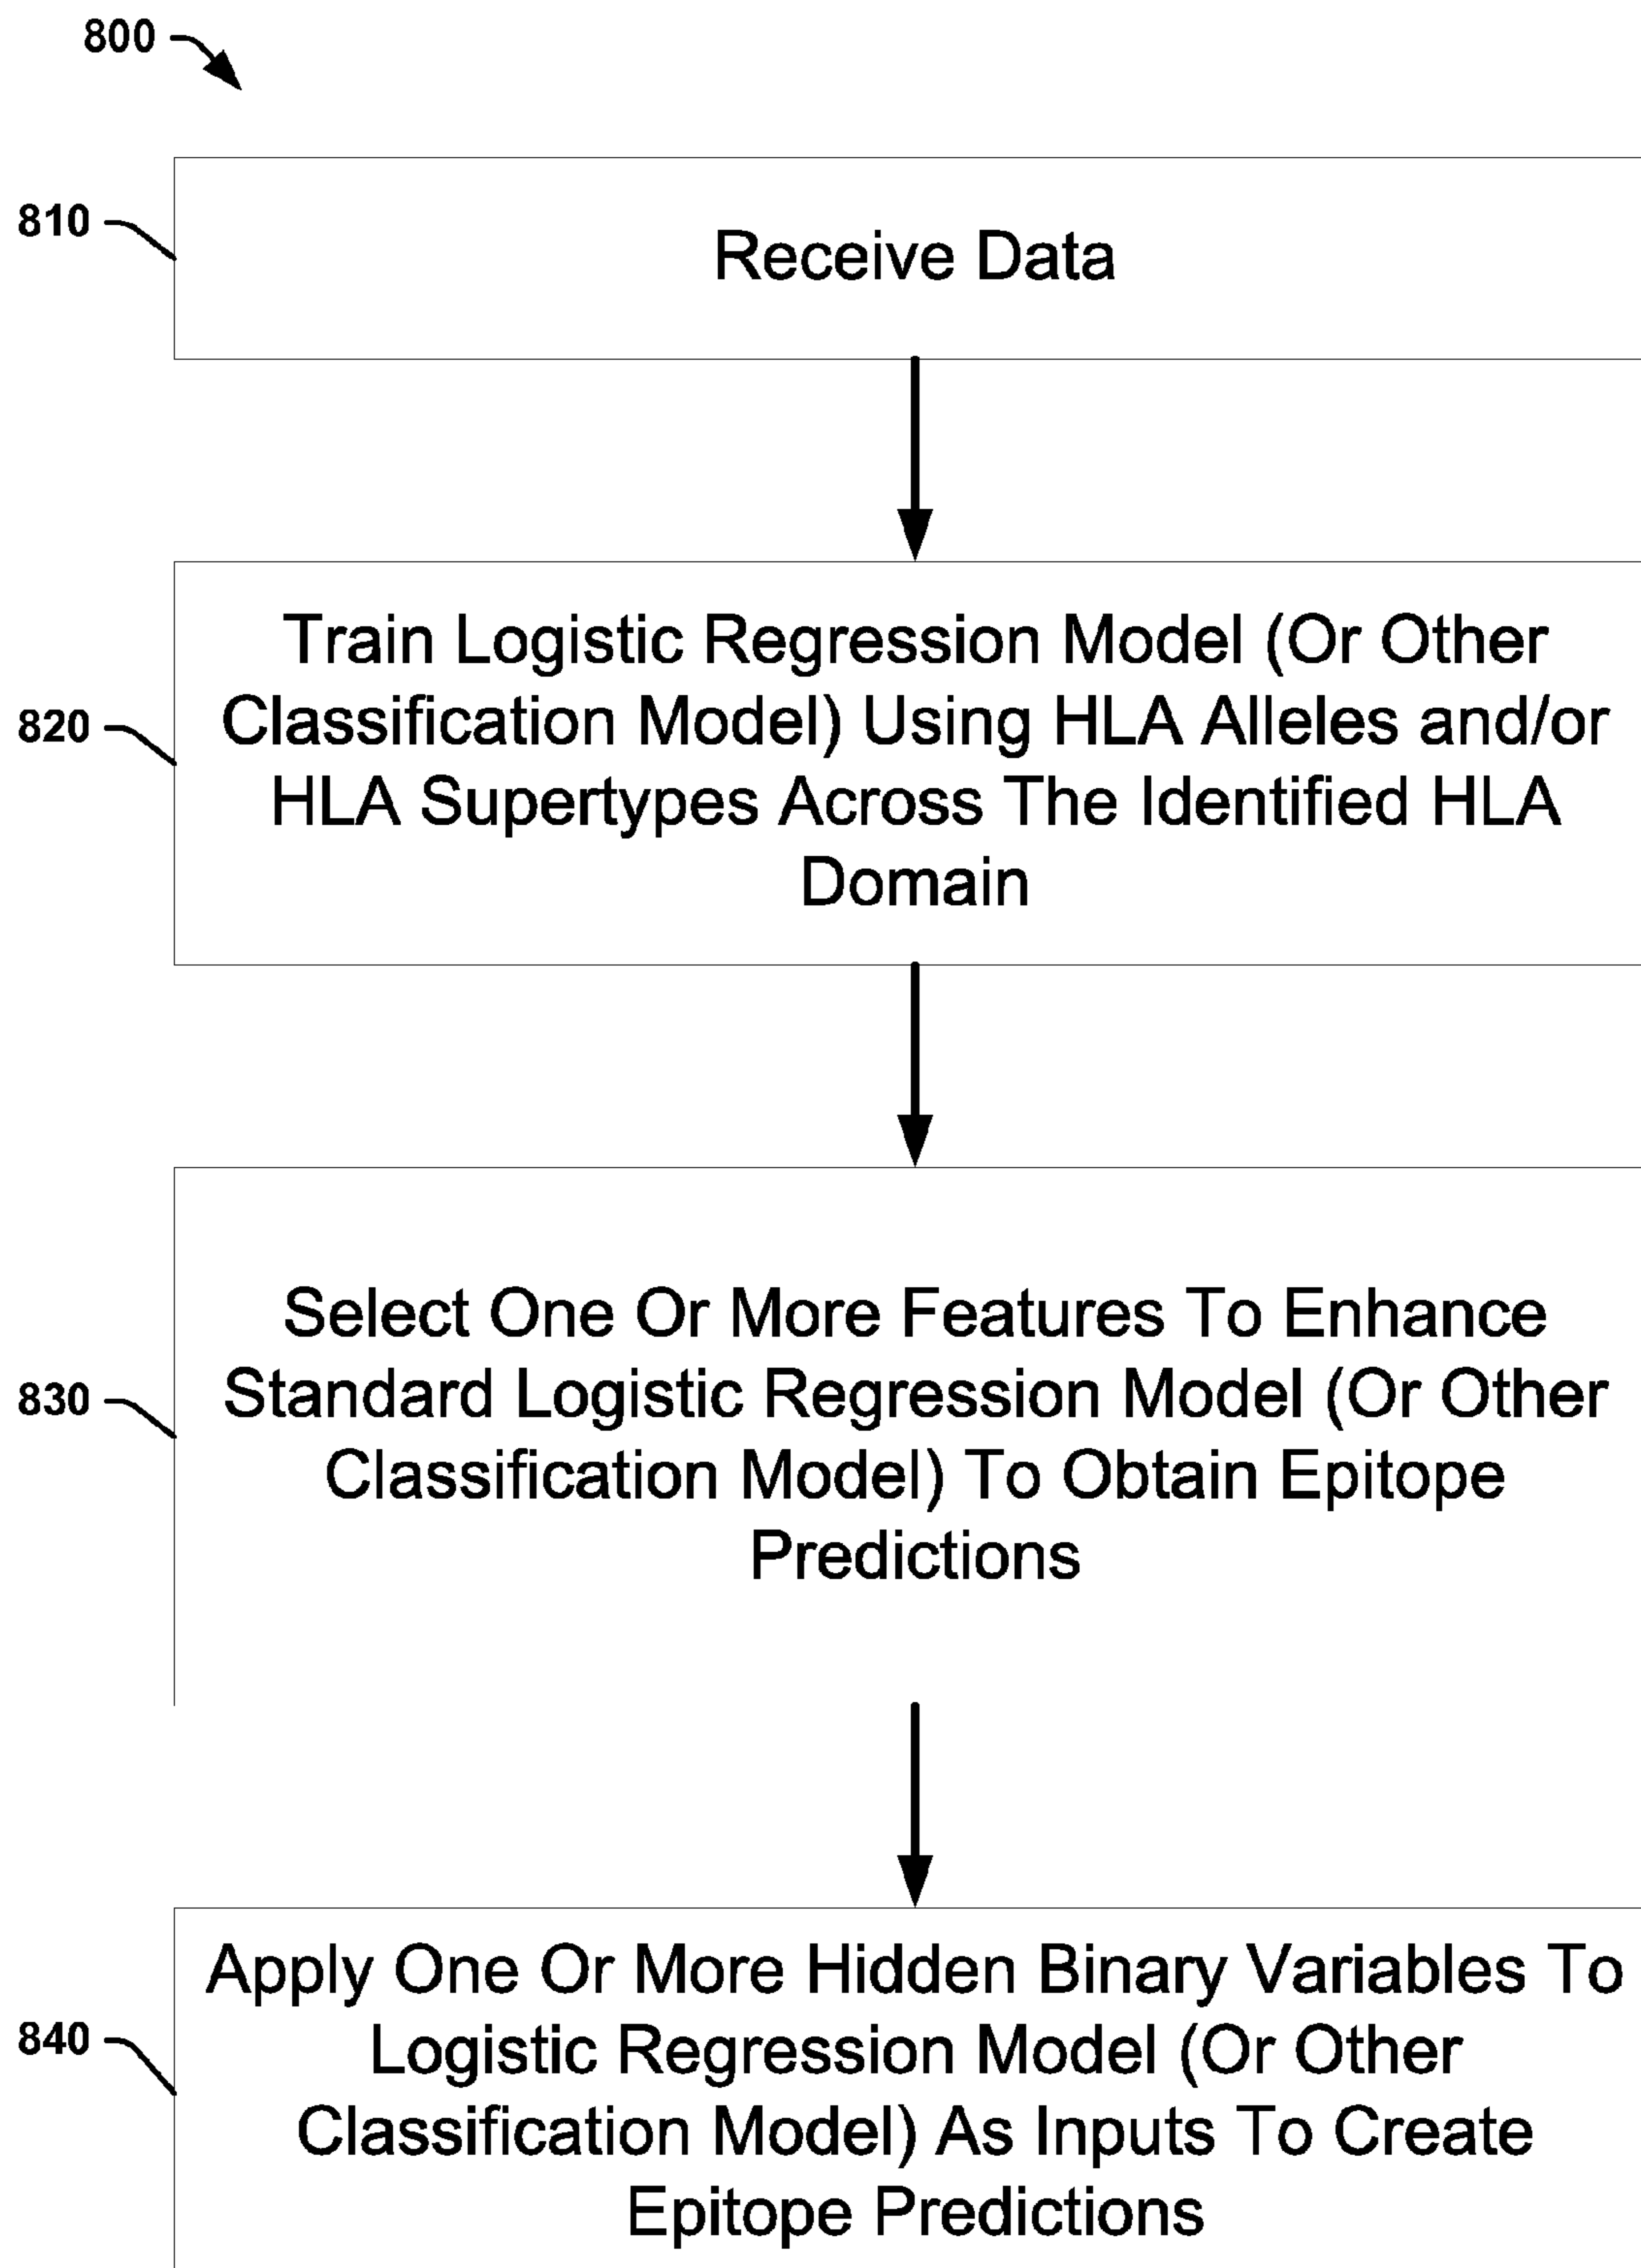 800
810
Receive Data
Train Logistic Regression Model (Or Other
820
Classification Model) Using HLA Alleles and/or
HLA Supertypes Across The Identified HLA
Domain
Select One Or More Features To Enhance
830
Standard Logistic Regression Model (Or Other
Classification Model) To Obtain Epitope
Predictions
Apply One Or More Hidden Binary Variables To
840
Logistic Regression Model (Or Other
Classification Model) As Inputs To Create
Epitope Predictions